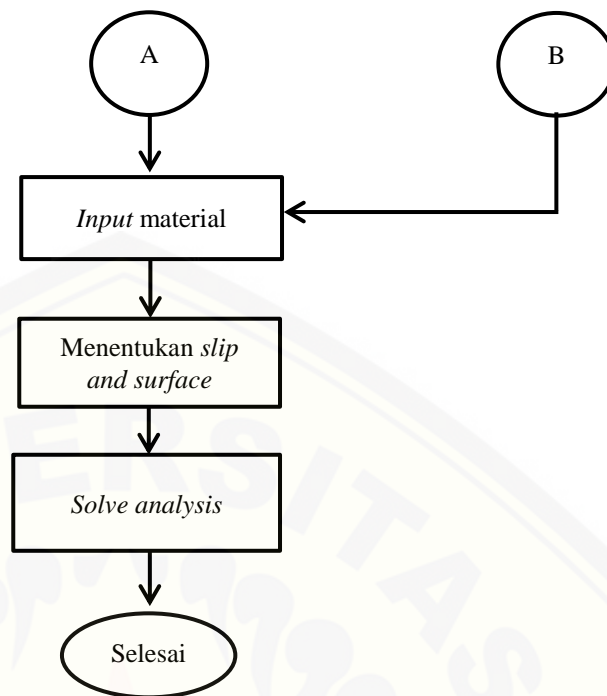 A
B
Input material
Menentukan slip
and surface
Solve analysis
Selesai